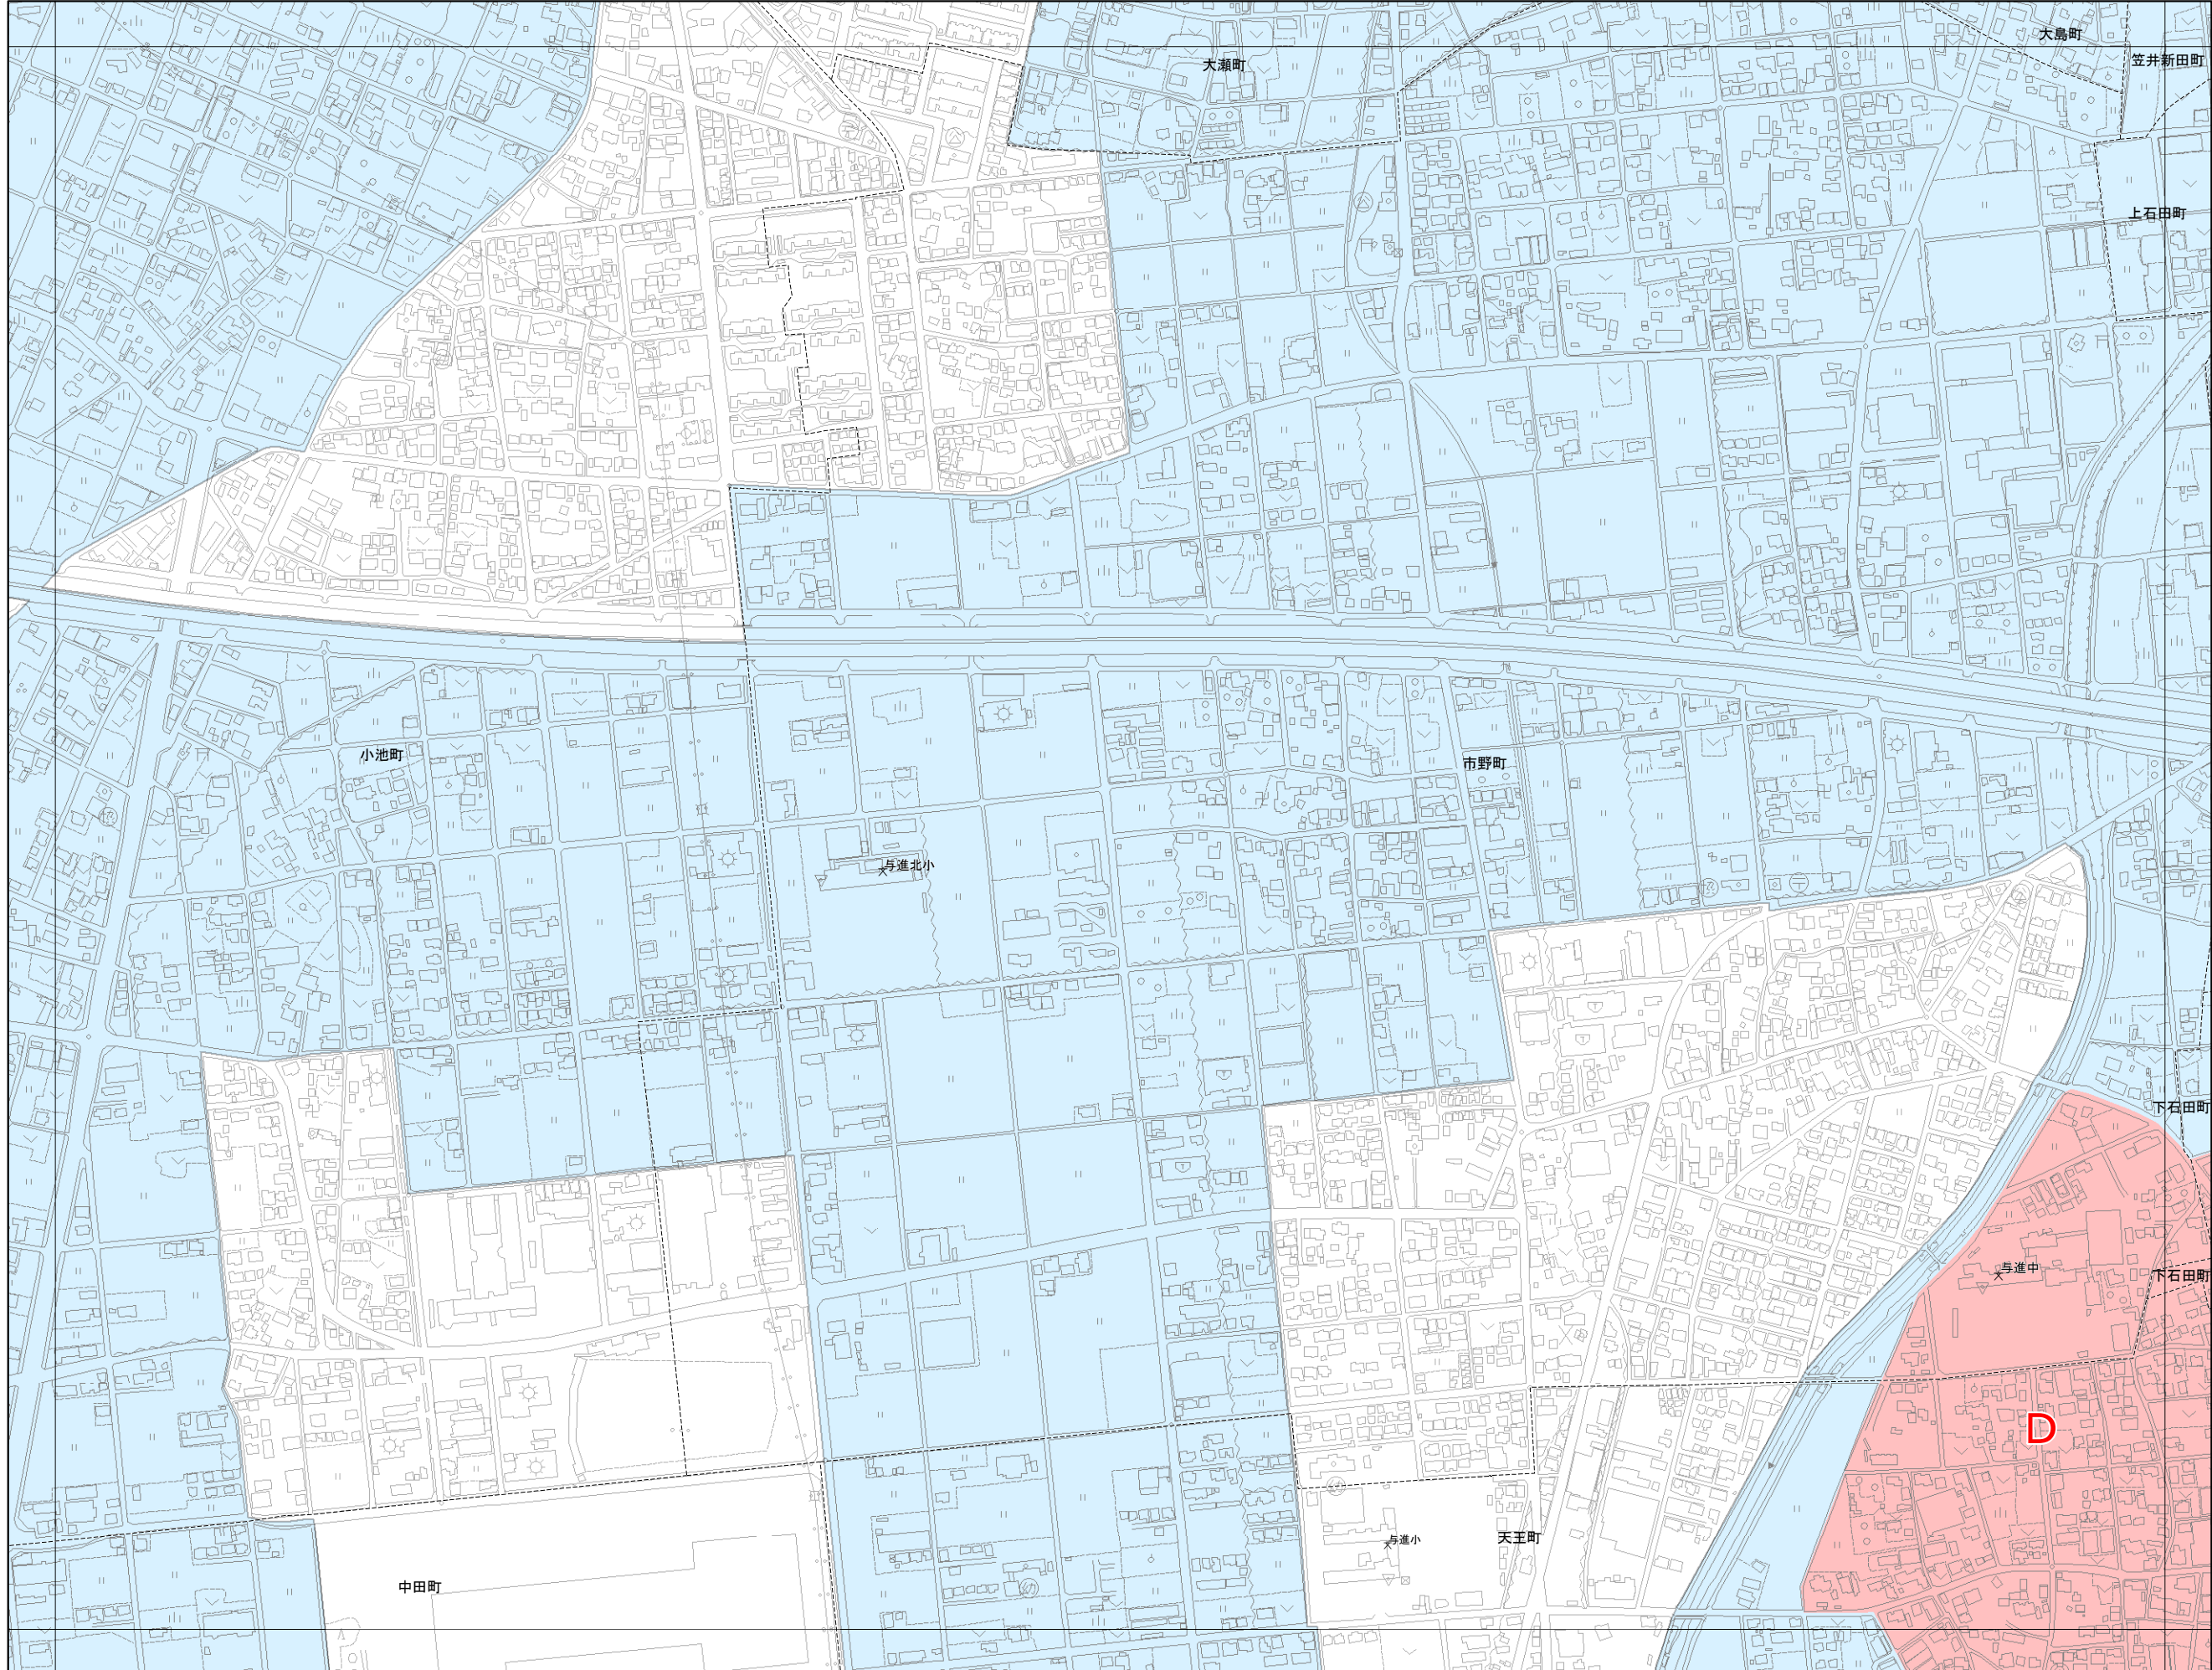 大島町
笠井新田町
大瀬町
上石田町
小池町
市野町
与進北小
下石田町
与進中
下石田町
D
与進小
天王町
中田町